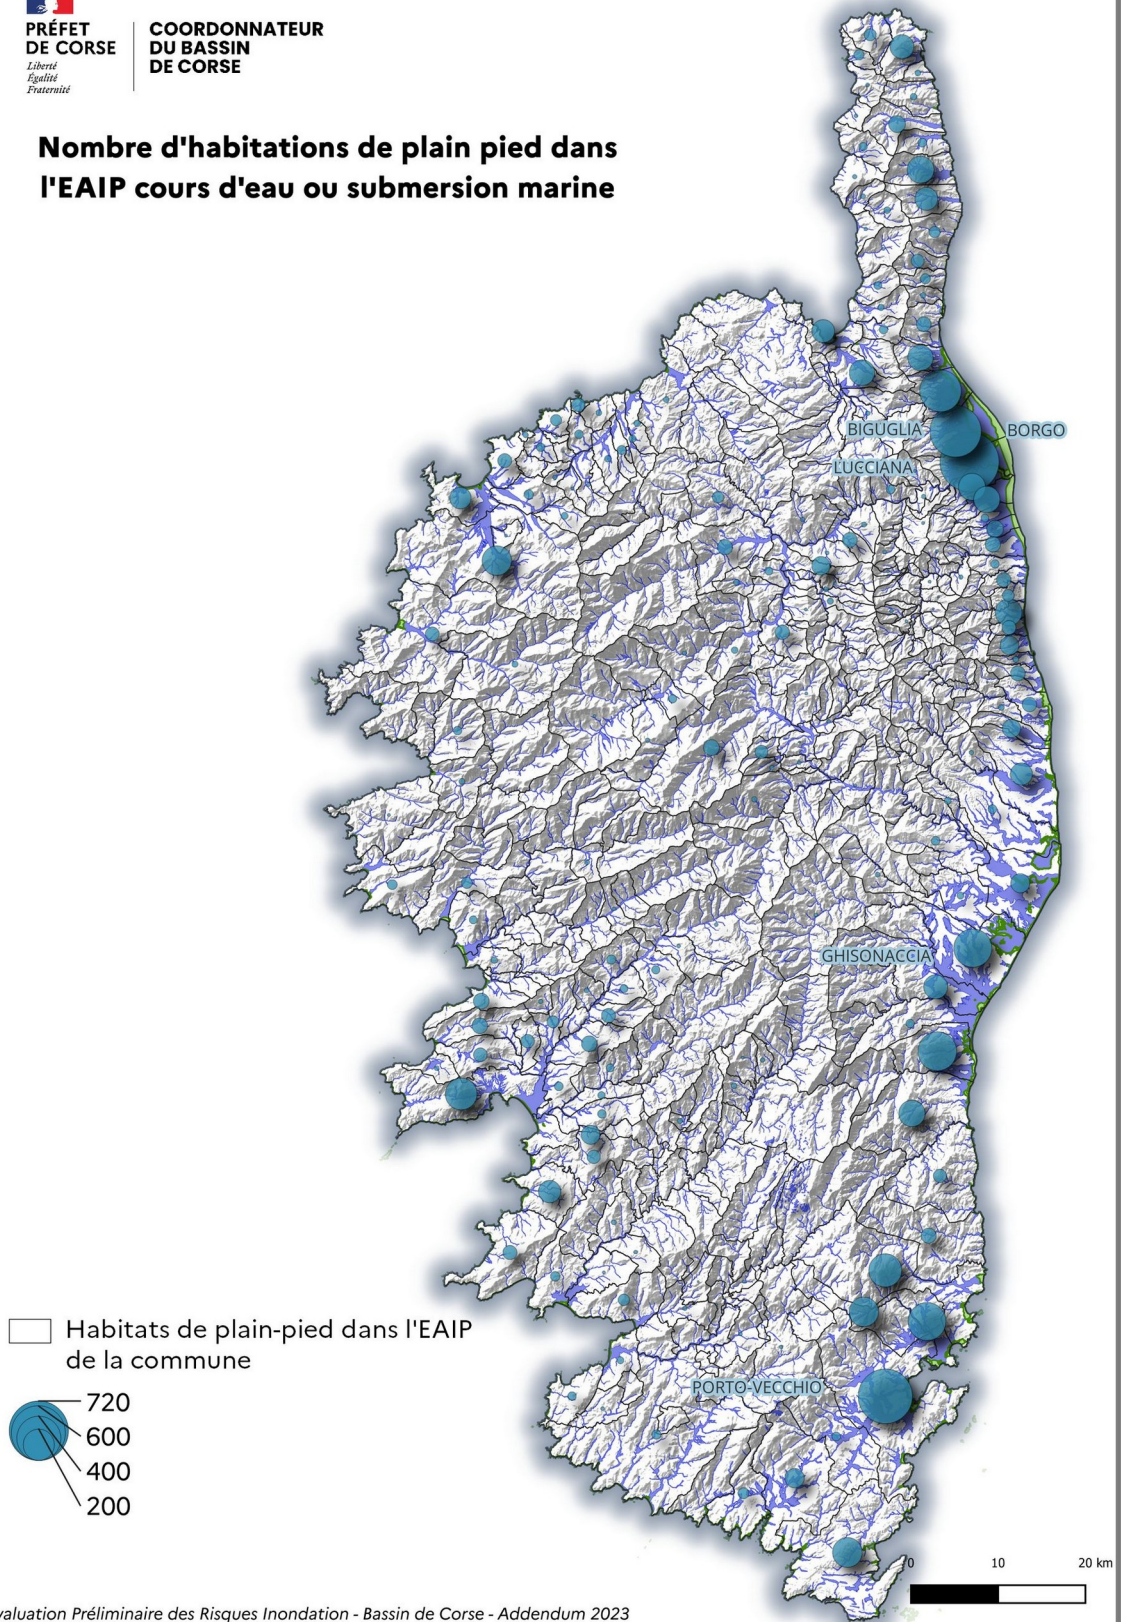 PRÉFET
DE CORSE
Liberté
Égalité
Fraternité
COORDONNATEUR
DU BASSIN
DE CORSE
Nombre d'habitations de plain pied dans
l'EAIP cours d'eau ou submersion marine
BIGUGLIA
BORGO
LUCCIANA
GHISONACCIA
PORTO-VECCHIO
Habitats de plain-pied dans l'EAIP
de la commune
720
600
400
200
0 10 20 km
valuation Préliminaire des Risques Inondation - Bassin de Corse - Addendum 2023